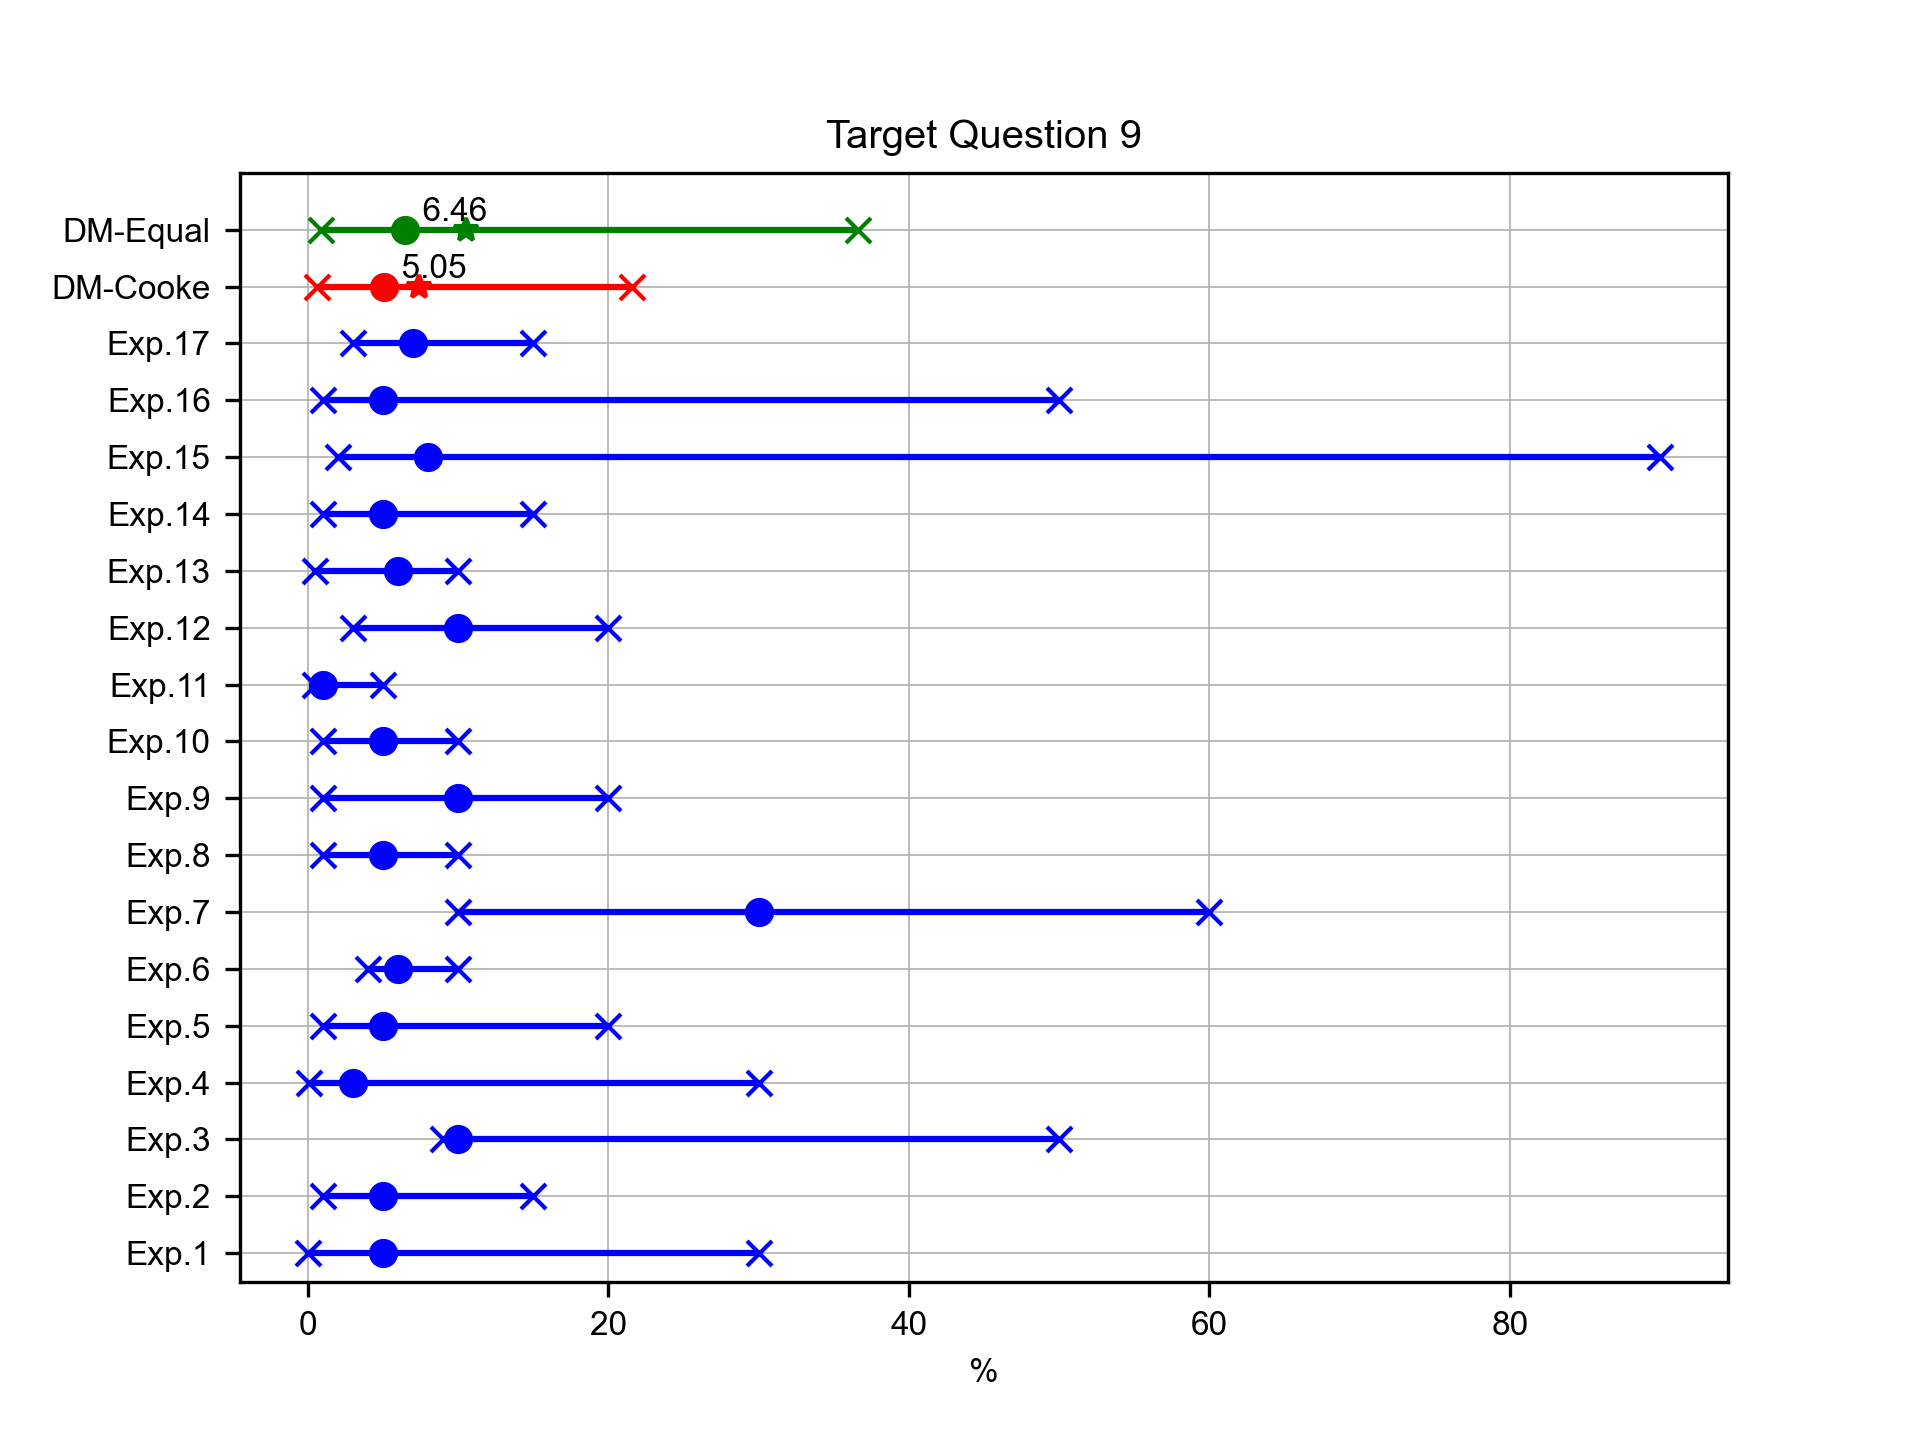 Target Question 9
DM-Equal
6.46
DM-Cooke
5.05
Exp.17
Exp.16
Exp.15
Exp.14
Exp.13
Exp.12
Exp.11
Exp.10
Exp.9
Exp.8
Exp.7
Exp.6
Exp.5
Exp.4
Exp.3
Exp.2
Exp.1
0 20 40 60 80
%